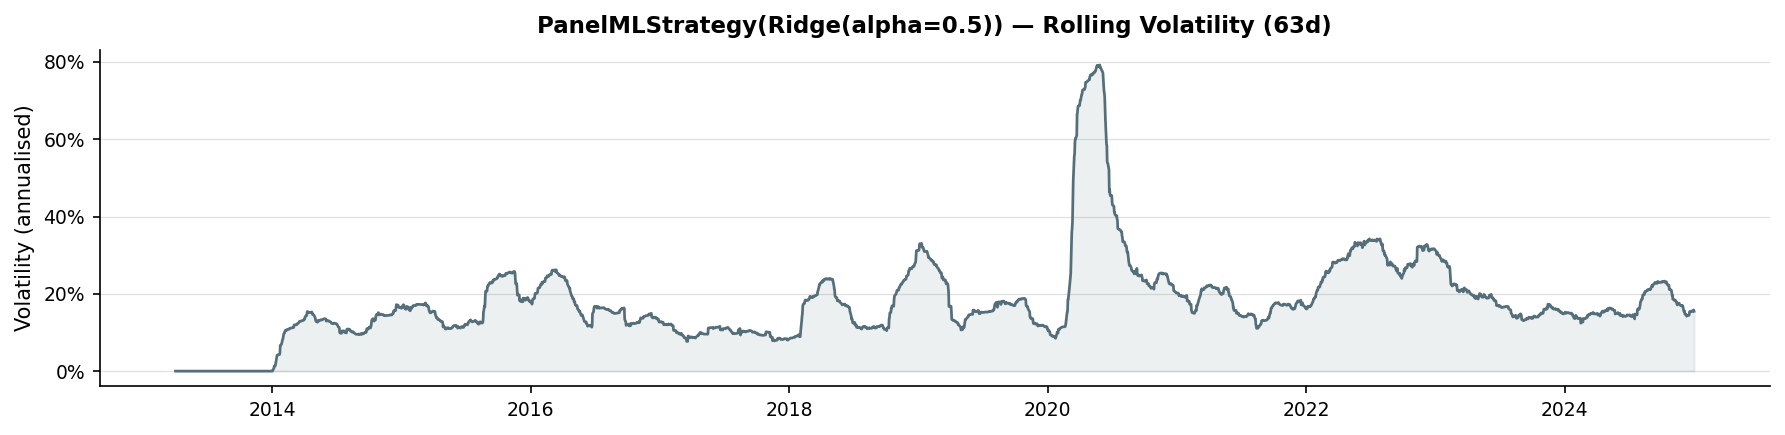 PanelMLStrategy(Ridge(alpha=0.5)) — Rolling Volatility (63d)
Volatility (annualised)
80%
60%
40%
20%
0%
2014 2016 2018 2020 2022 2024